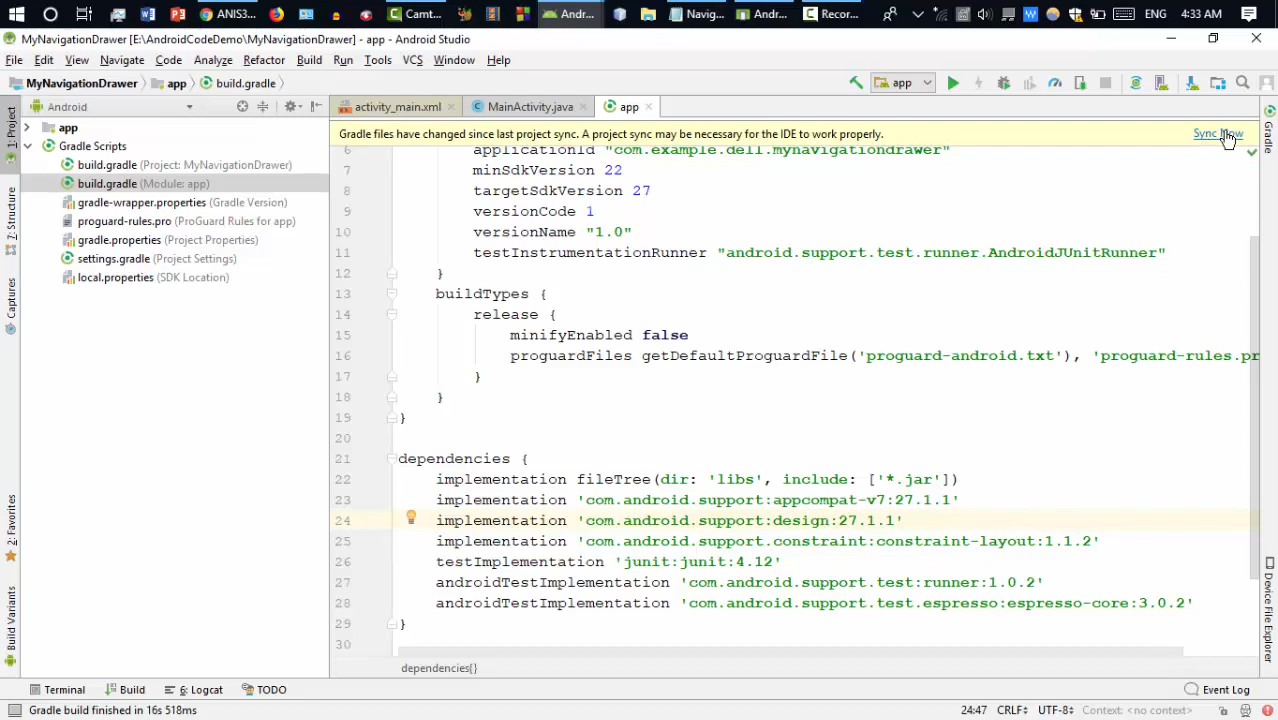 ANIS3...
Camt...
Andr...
Navig...
Andr...
Recor...
ENG
4:33 AM
MyNavigationDrawer [E:\AndroidCodeDemo\MyNavigationDrawer] - app - Android Studio
File Edit View Navigate Code Analyze Refactor Build Run Tools VCS Window Help
MyNavigationDrawer app build.gradle
app
Android
activity_main.xml MainActivity.java app
1: Project
Z: Structure
Captures
2: Favorites
Build Variants
app
Gradle Scripts
build.gradle (Project: MyNavigationDrawer)
build.gradle (Module: app)
gradle-wrapper.properties (Gradle Version)
proguard-rules.pro (ProGuard Rules for app)
gradle.properties (Project Properties)
settings.gradle (Project Settings)
local.properties (SDK Location)
Gradle files have changed since last project sync. A project sync may be necessary for the IDE to work properly. Sync Now
6 applicationId "com.example.dell.mynavigationdrawer"
7 minSdkVersion 22
8 targetSdkVersion 27
9 versionCode 1
10 versionName "1.0"
11 testInstrumentationRunner "android.support.test.runner.AndroidJUnitRunner"
12 }
13 buildTypes {
14 release {
15 minifyEnabled false
16 proguardFiles getDefaultProguardFile('proguard-android.txt'), 'proguard-rules.pr
17 }
18 }
19 }
20
21 dependencies {
22 implementation fileTree(dir: 'libs', include: ['*.jar'])
23 implementation 'com.android.support:appcompat-v7:27.1.1'
24 implementation 'com.android.support:design:27.1.1'
25 implementation 'com.android.support.constraint:constraint-layout:1.1.2'
26 testImplementation 'junit:junit:4.12'
27 androidTestImplementation 'com.android.support.test:runner:1.0.2'
28 androidTestImplementation 'com.android.support.test.espresso:espresso-core:3.0.2'
29 }
30
dependencies{}
Gradle
Device File Explorer
Terminal Build 6: Logcat TODO Event Log
Gradle build finished in 16s 518ms 24:47 CRLF UTF-8 Context: <no context>